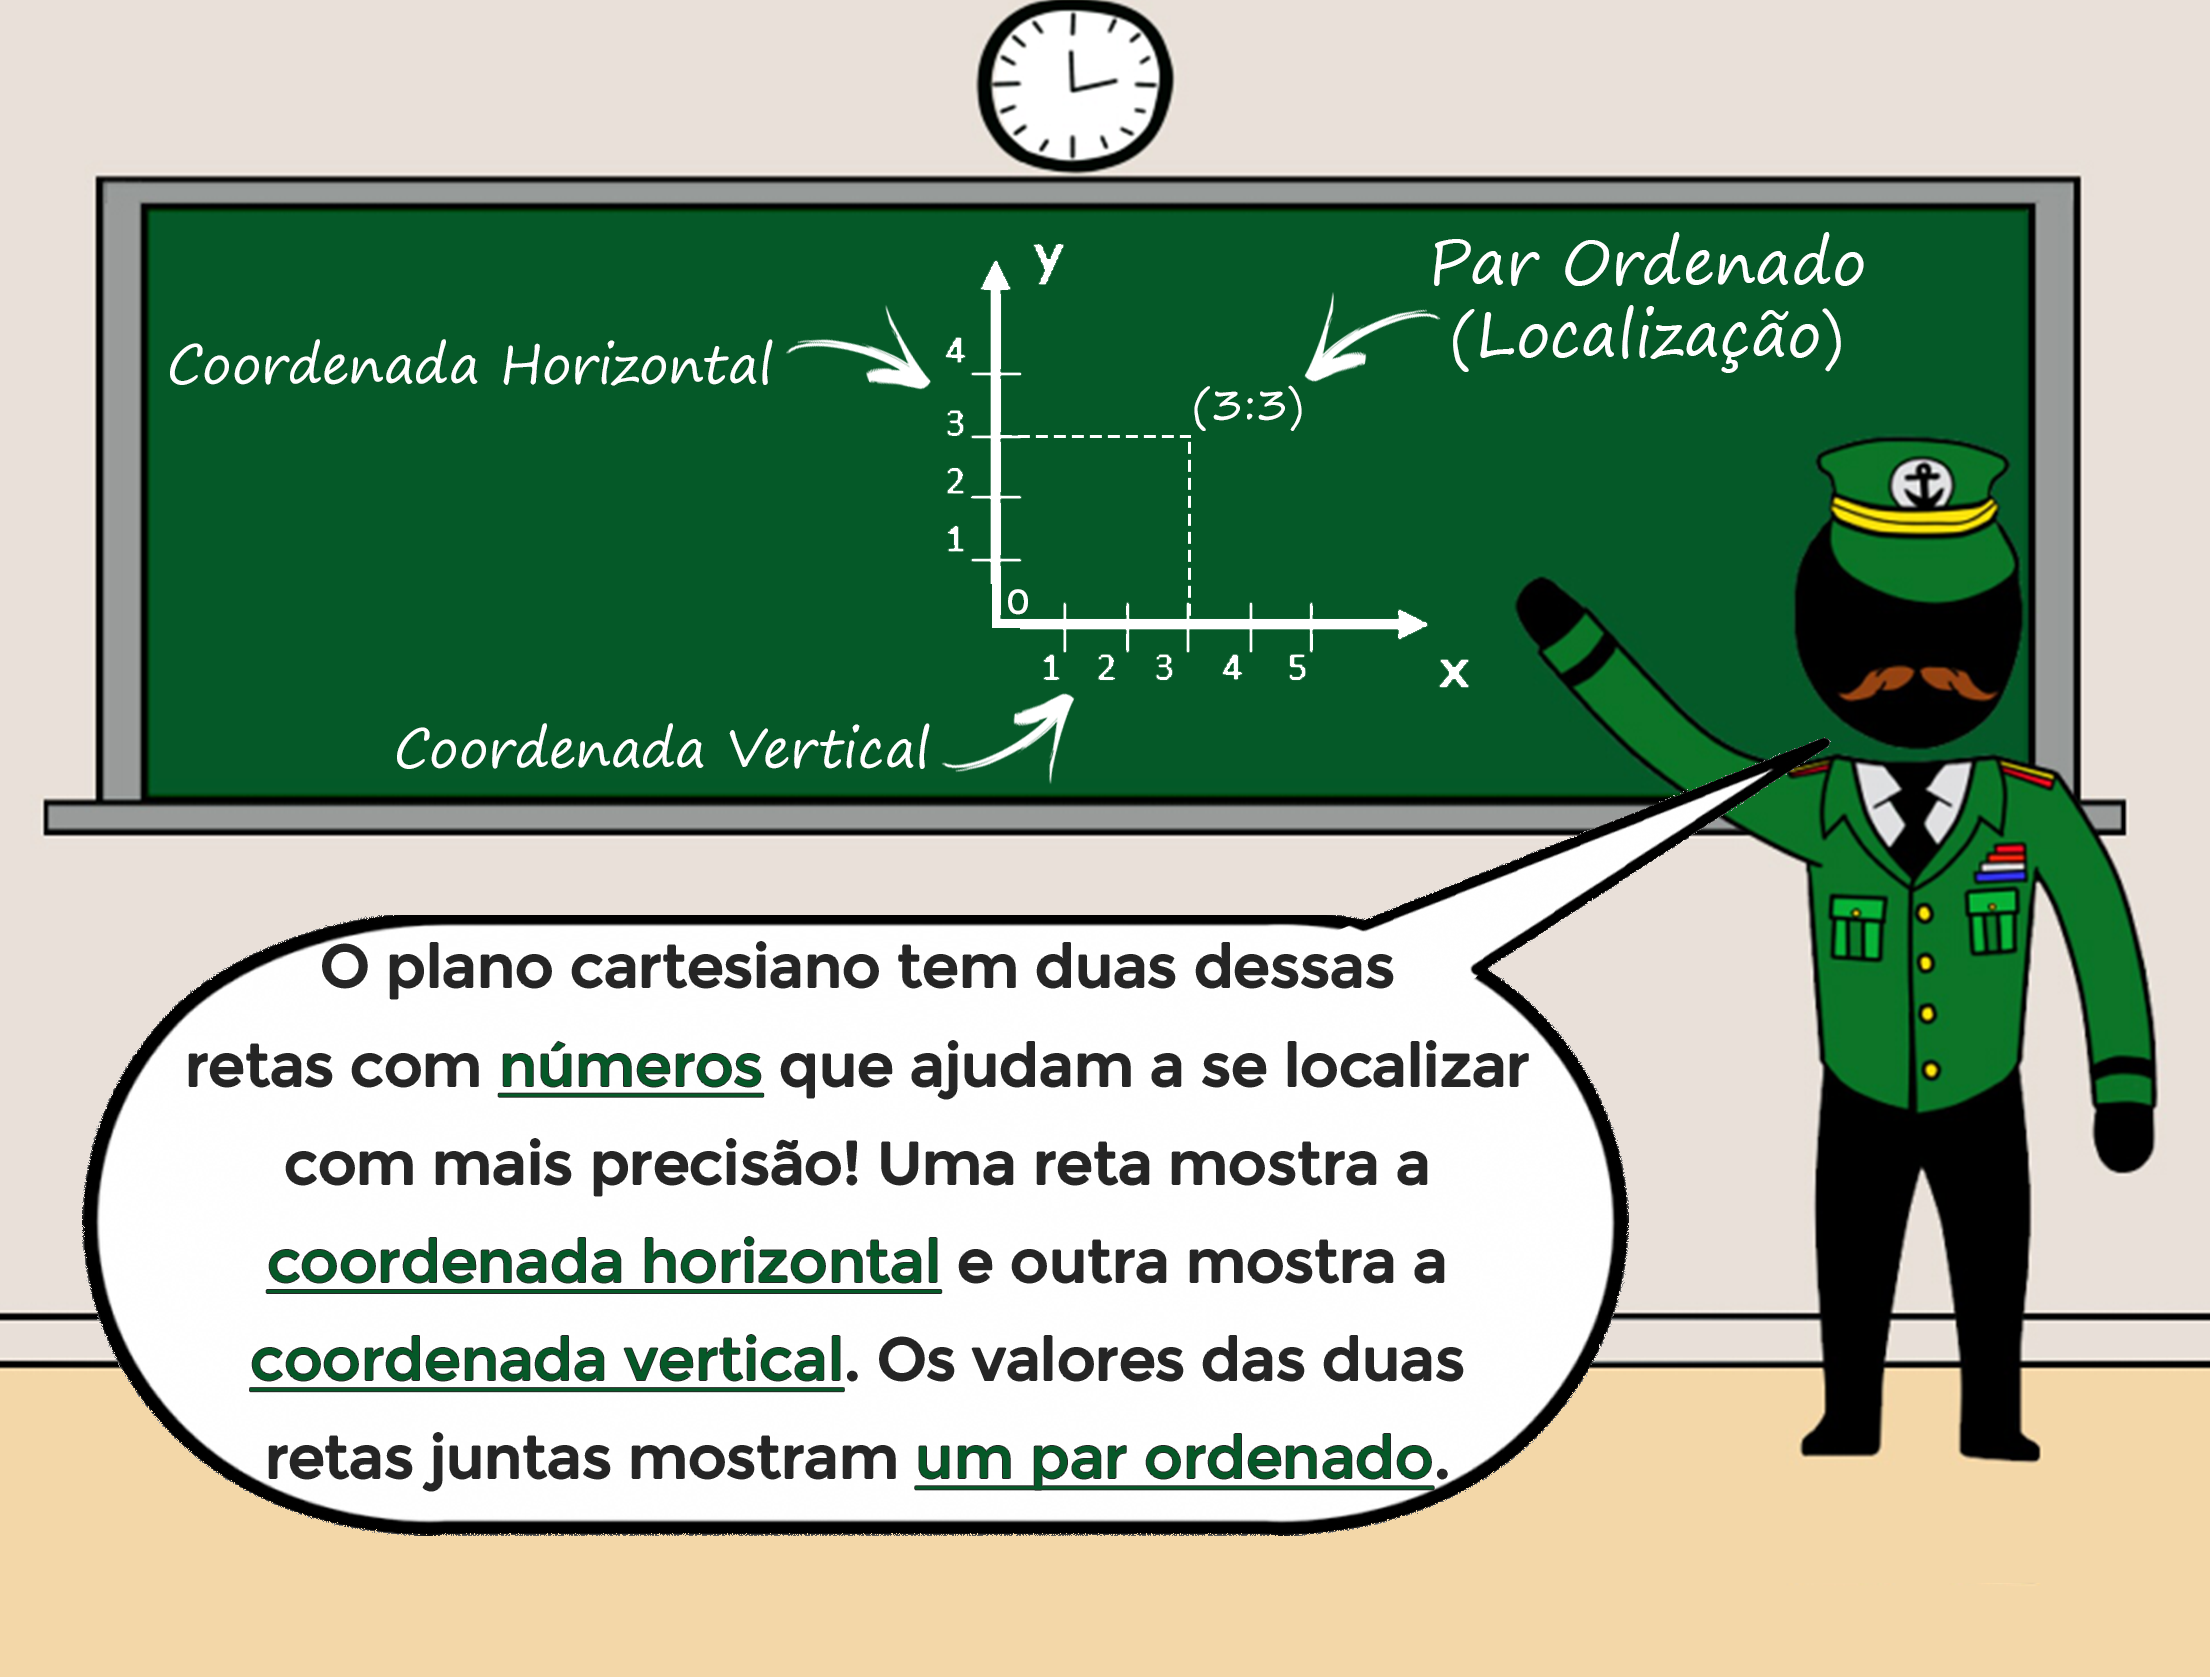 y
Par Ordenado
(Localização)
Coordenada Horizontal
4
(3:3)
3
2
1
0
1 2 3 4 5
x
Coordenada Vertical
O plano cartesiano tem duas dessas
retas com números que ajudam a se localizar
com mais precisão! Uma reta mostra a
coordenada horizontal e outra mostra a
coordenada vertical. Os valores das duas
retas juntas mostram um par ordenado.